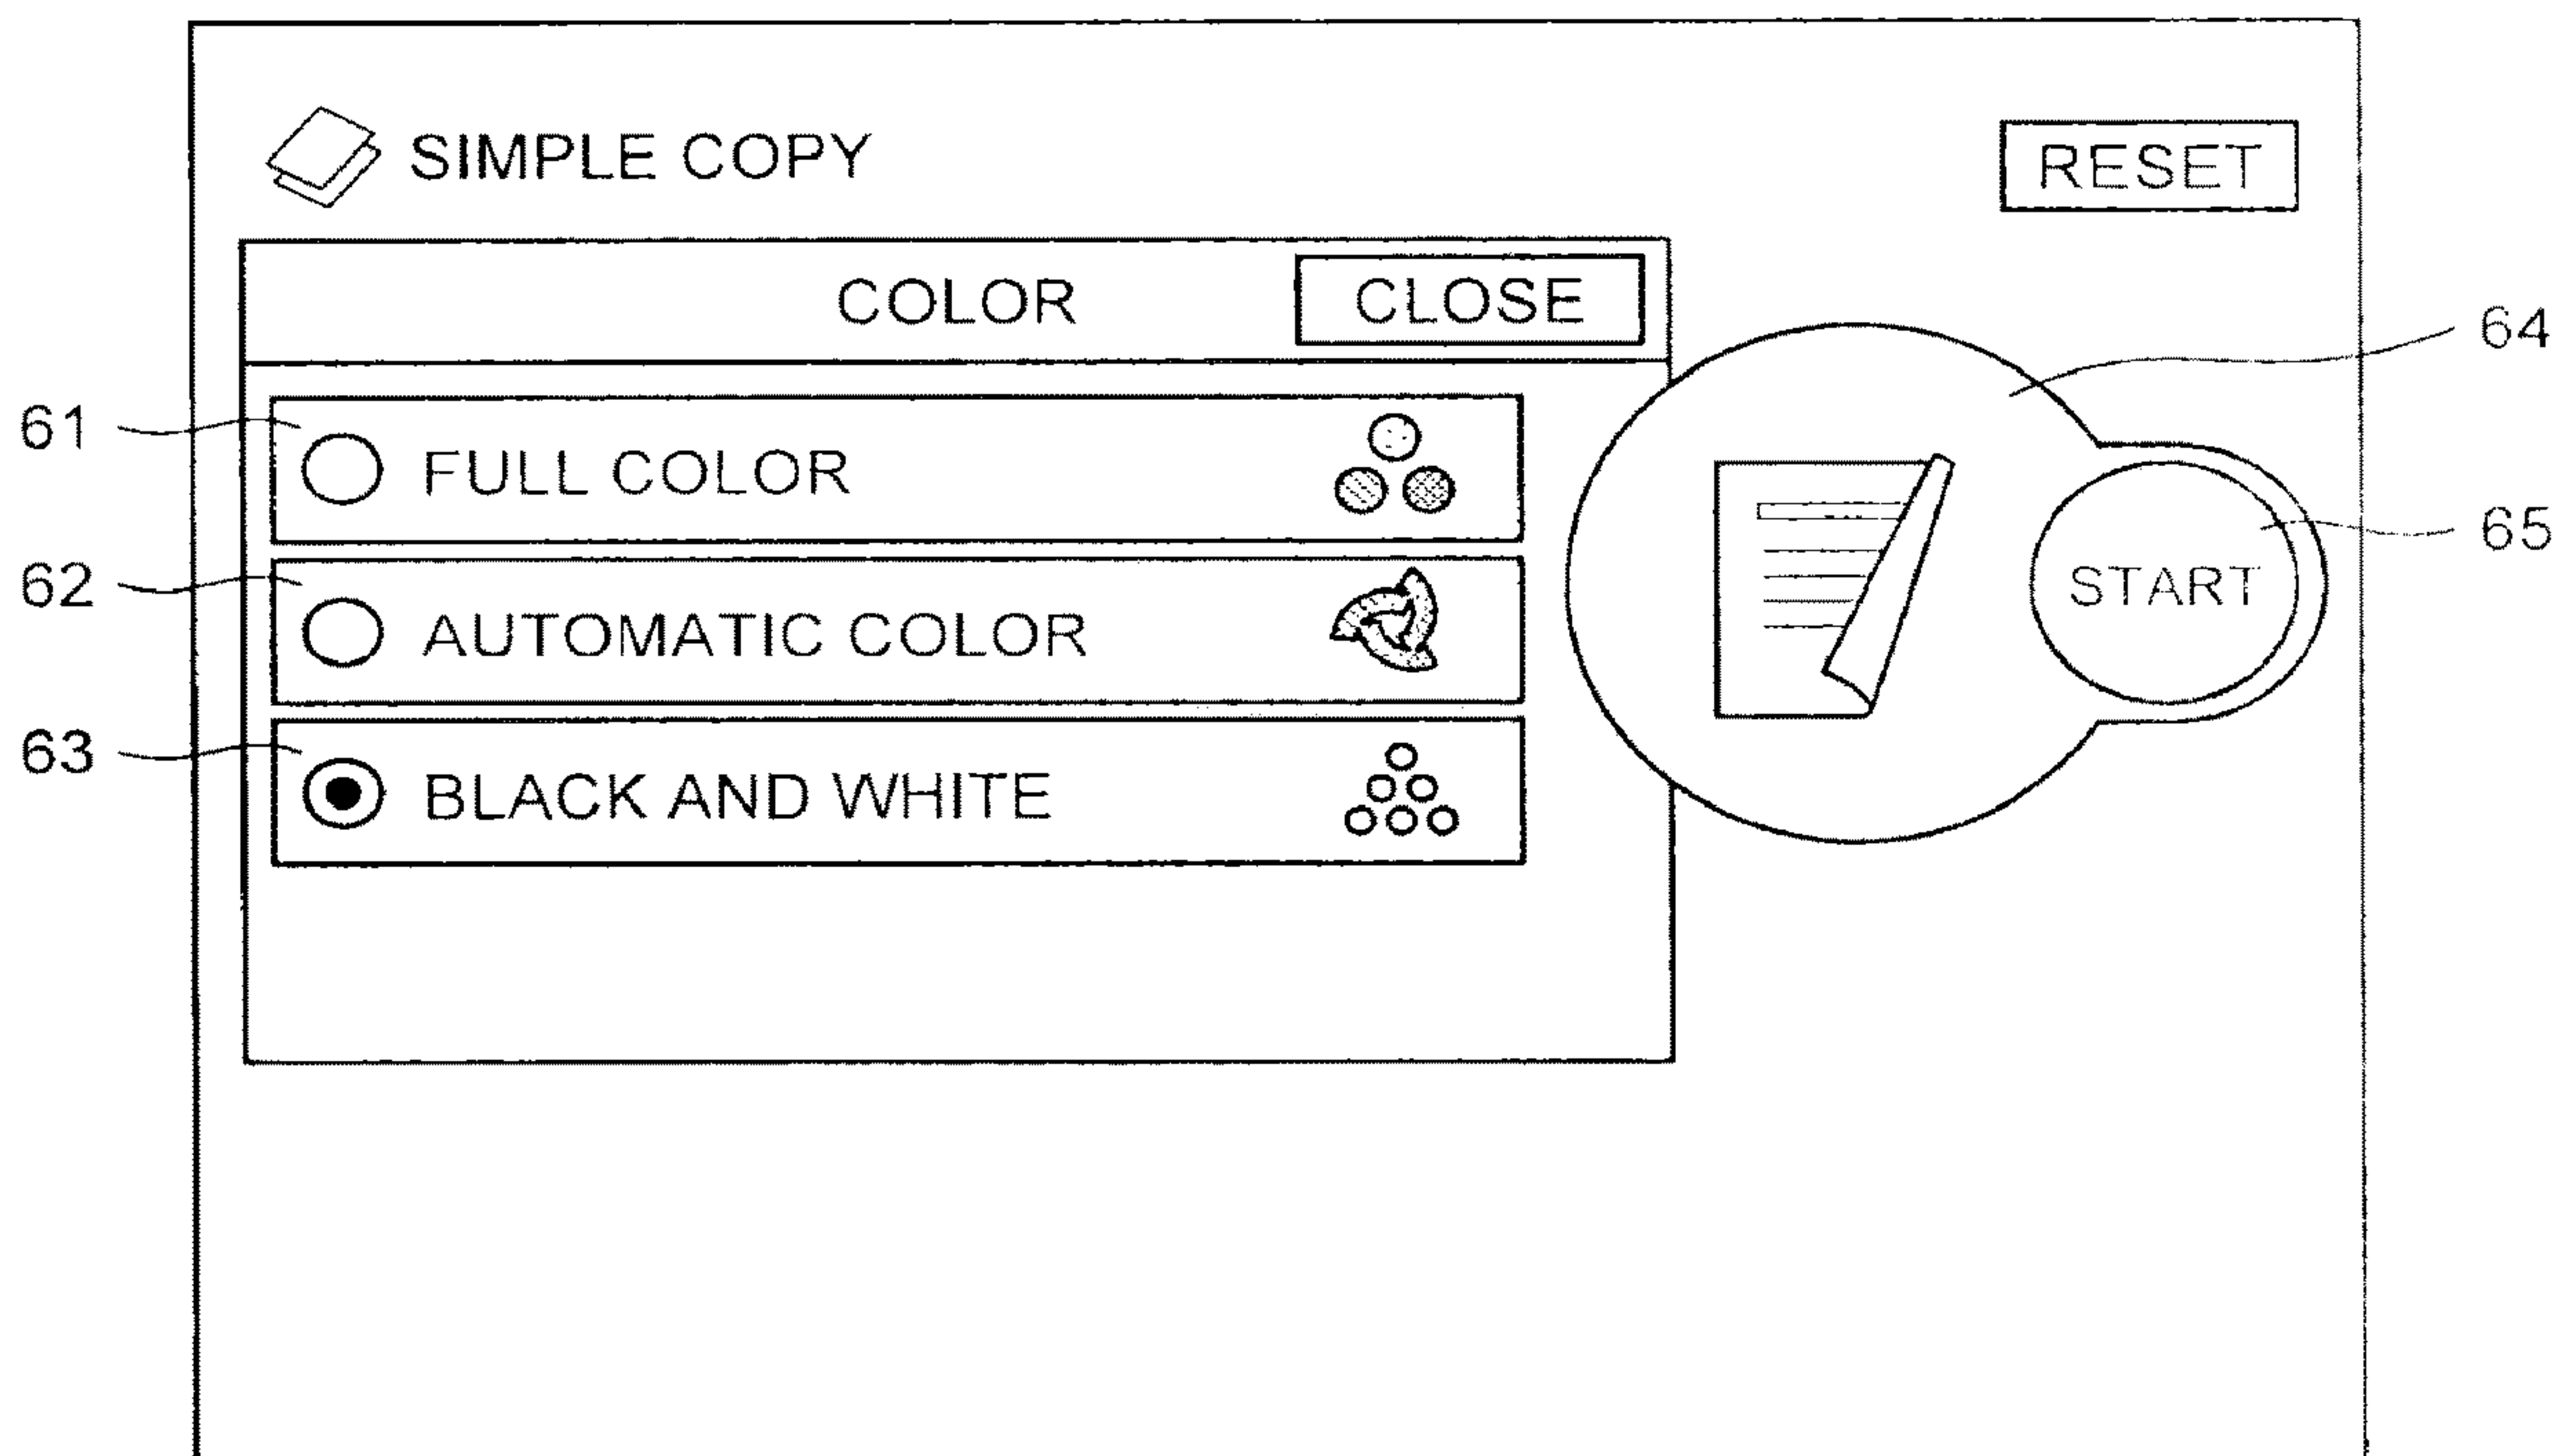 SIMPLE COPY
RESET
COLOR
CLOSE
64
61
FULL COLOR
65
62
AUTOMATIC COLOR
START
63
BLACK AND WHITE